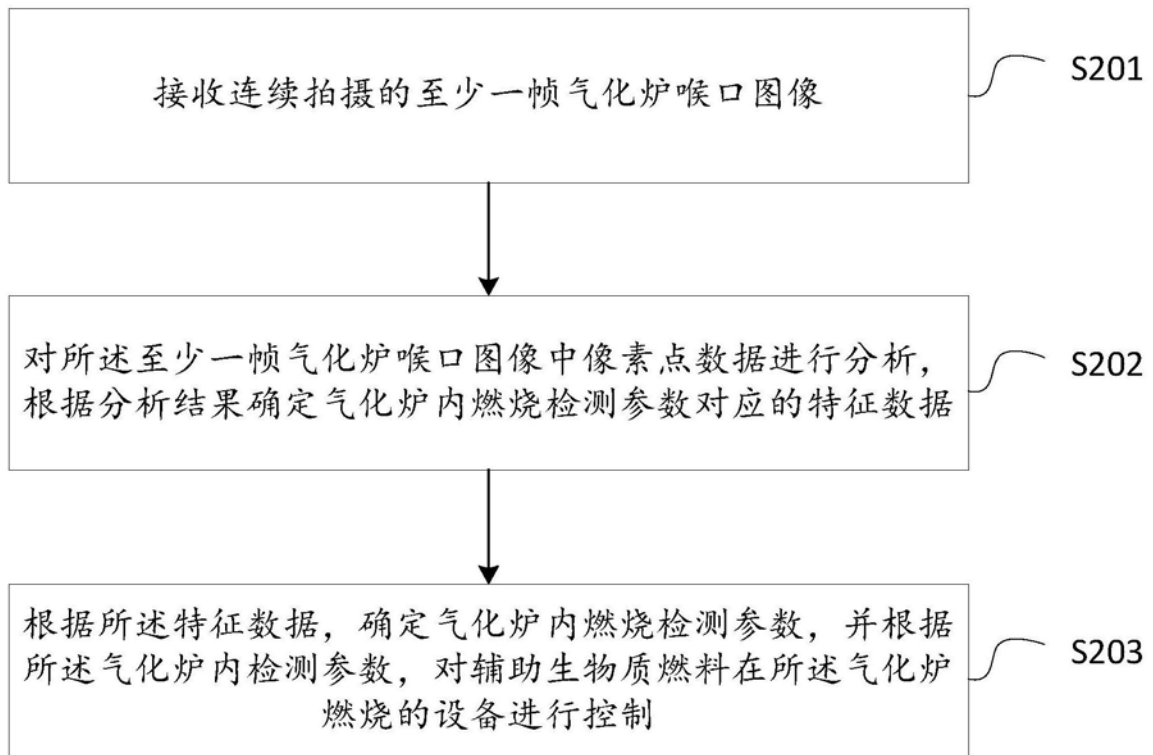 接收连续拍摄的至少一帧气化炉喉口图像
S201
对所述至少一帧气化炉喉口图像中像素点数据进行分析，
根据分析结果确定气化炉内燃烧检测参数对应的特征数据
S202
根据所述特征数据，确定气化炉内燃烧检测参数，并根据
所述气化炉内检测参数，对辅助生物质燃料在所述气化炉
燃烧的设备进行控制
S203